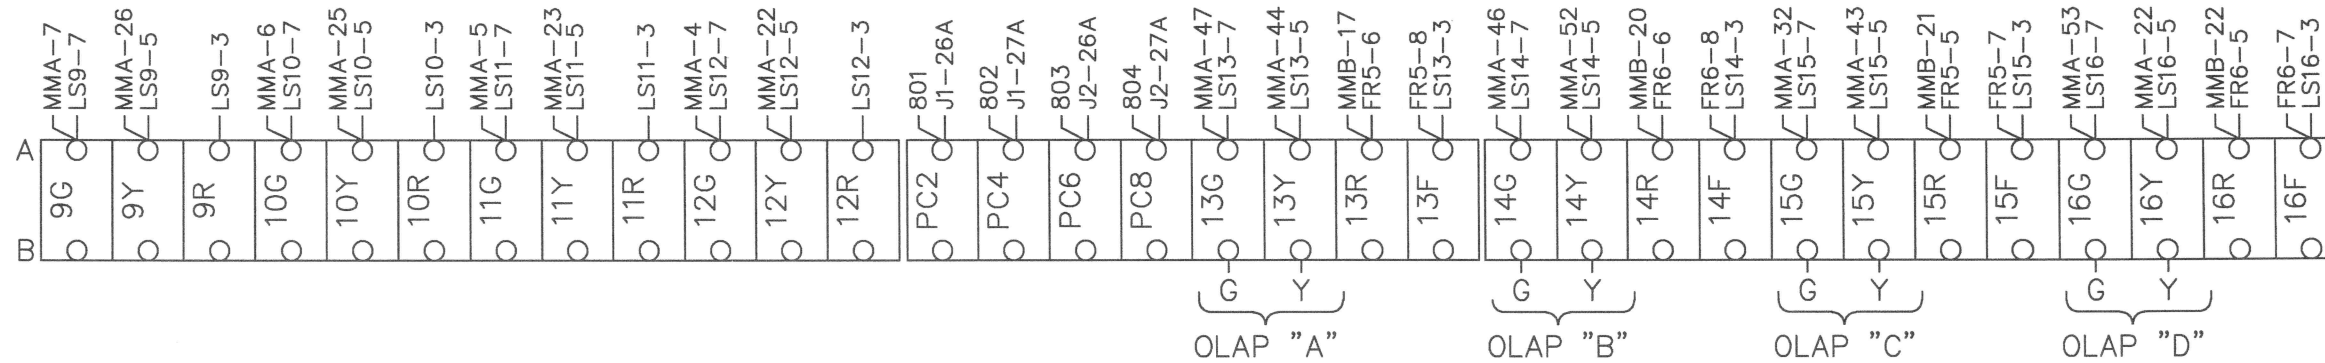 MMA-7
LS9-7
MMA-26
LS9-5
LS9-3
MMA-6
LS10-7
MMA-25
LS10-5
LS10-3
MMA-5
LS11-7
MMA-23
LS11-5
LS11-3
MMA-4
LS12-7
MMA-22
LS12-5
LS12-3
801
J1-26A
802
J1-27A
803
J2-26A
804
J2-27A
MMA-47
LS13-7
MMA-44
LS13-5
MMB-17
FR5-6
FR5-8
LS13-3
MMA-46
LS14-7
MMA-52
LS14-5
MMB-20
FR6-6
FR6-8
LS14-3
MMA-32
LS15-7
MMA-43
LS15-5
MMB-21
FR5-5
FR5-7
LS15-3
MMA-53
LS16-7
MMA-22
LS16-5
MMB-22
FR6-5
FR6-7
LS16-3
A
9G
9Y
9R
10G
10Y
10R
11G
11Y
11R
12G
12Y
12R
PC2
PC4
PC6
PC8
13G
13Y
13R
13F
14G
14Y
14R
14F
15G
15Y
15R
15F
16G
16Y
16R
16F
B
G Y G Y G Y G Y
OLAP "A" OLAP "B" OLAP "C" OLAP "D"